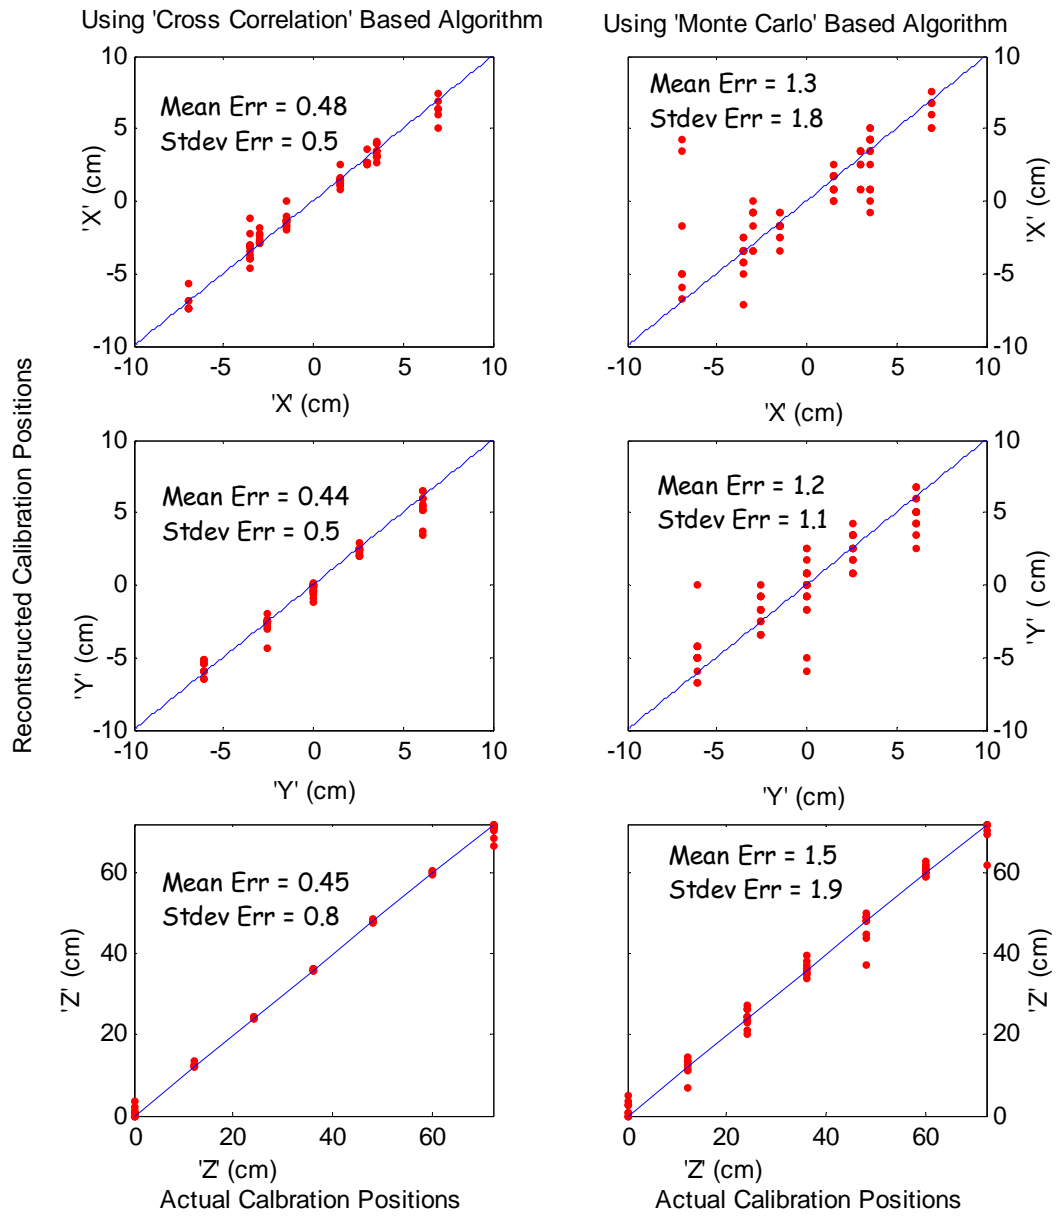 Using 'Cross Correlation' Based Algorithm
Using 'Monte Carlo' Based Algorithm
Recontsructed Calibration Positions
10
5
0
-5
-10
'X' (cm)
Mean Err = 0.48
Stdev Err = 0.5
-10
-5
0
5
10
'X' (cm)
Mean Err = 1.3
Stdev Err = 1.8
10
5
0
-5
-10
'X' (cm)
-10
-5
0
5
10
'X' (cm)
10
5
0
-5
-10
'Y' (cm)
Mean Err = 0.44
Stdev Err = 0.5
-10
-5
0
5
10
'Y' (cm)
Mean Err = 1.2
Stdev Err = 1.1
10
5
0
-5
-10
'Y' ( cm)
-10
-5
0
5
10
'Y' (cm)
60
40
20
0
'Z' (cm)
Mean Err = 0.45
Stdev Err = 0.8
0
20
40
60
'Z' (cm)
Actual Calbration Positions
Mean Err = 1.5
Stdev Err = 1.9
60
40
20
0
'Z' (cm)
0
20
40
60
'Z' (cm)
Actual Calibration Positions